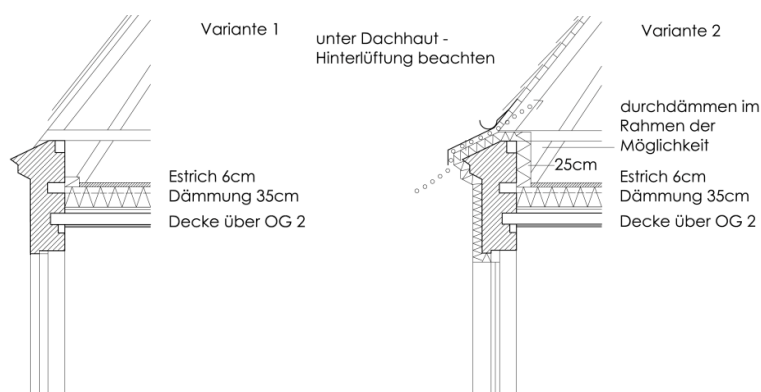 Variante 1
Estrich 6cm
Dämmung 35cm
Decke über OG 2
unter Dachhaut -
Hinterlüftung beachten
Variante 2
durchdämmen im
Rahmen der
Möglichkeit
25cm
Estrich 6cm
Dämmung 35cm
Decke über OG 2